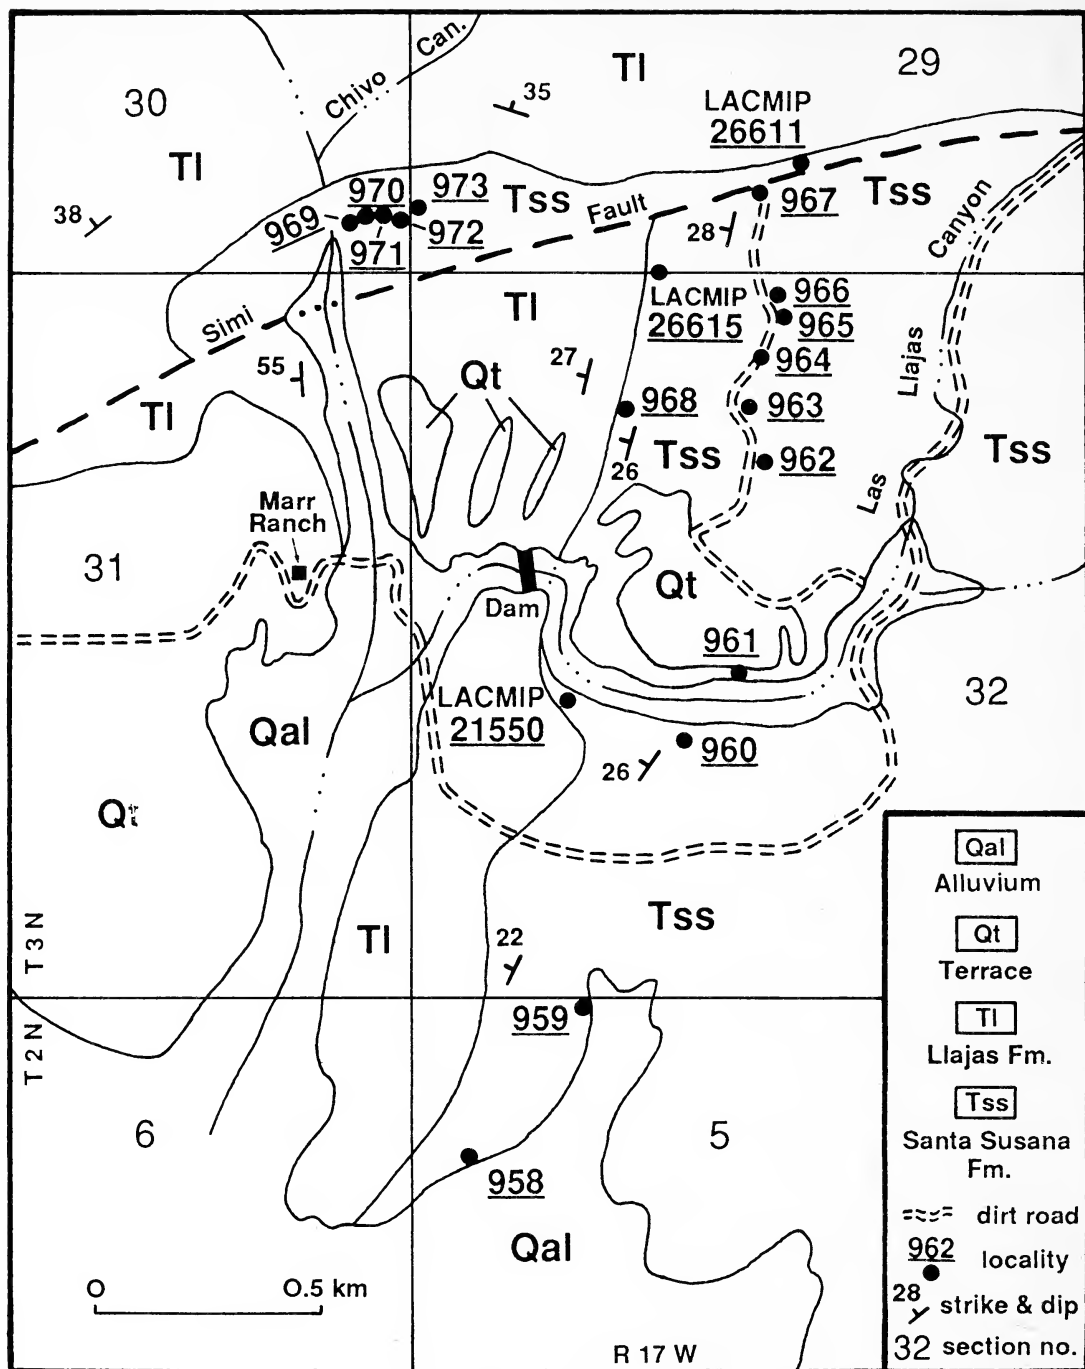 30
Chivo Can.
Tl
29
35
LACMIP
26611
Tl
38
970
973
Tss
Fault
967
Tss
969
971
972
28
Canyon
Simi
Tl
LACMIP
26615
966
965
964
55
27
Qt
968
963
Llajas
Tl
26
Tss
962
Tss
Las
Marr
Ranch
31
Qt
Dam
961
LACMIP
21550
32
Qal
26
960
Qt
Tl
22
Tss
T3N
T2N
959
6
5
958
Qal
0 0.5 km
R 17 W
Qal
Alluvium
Qt
Terrace
Tl
Llajas Fm.
Tss
Santa Susana
Fm.
dirt road
962 locality
28 strike & dip
32 section no.